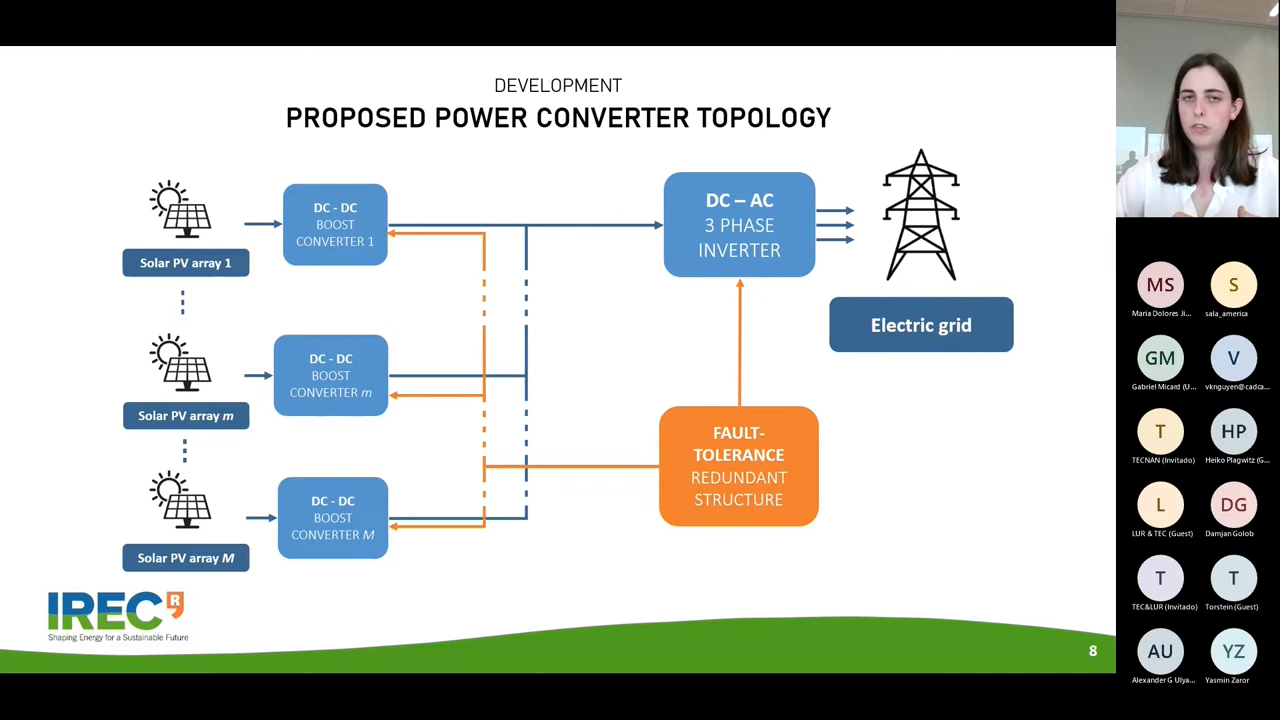 DEVELOPMENT
PROPOSED POWER CONVERTER TOPOLOGY
Solar PV array 1
DC - DC
BOOST
CONVERTER 1
DC – AC
3 PHASE
INVERTER
Electric grid
Solar PV array m
DC - DC
BOOST
CONVERTER m
FAULT-
TOLERANCE
REDUNDANT
STRUCTURE
Solar PV array M
DC - DC
BOOST
CONVERTER M
IREC R
Shaping Energy for a Sustainable Future
8
MS
Maria Dolores Ji...
S
sala_america
GM
Gabriel Micard (U...
V
vknguyen@cadca...
T
TECNAN (Invitado)
HP
Heiko Plagwitz (G...
L
LUR & TEC (Guest)
DG
Damjan Golob
T
TEC&LUR (Invitado)
T
Torstein (Guest)
AU
Alexander G Ulya...
YZ
Yasmin Zaror